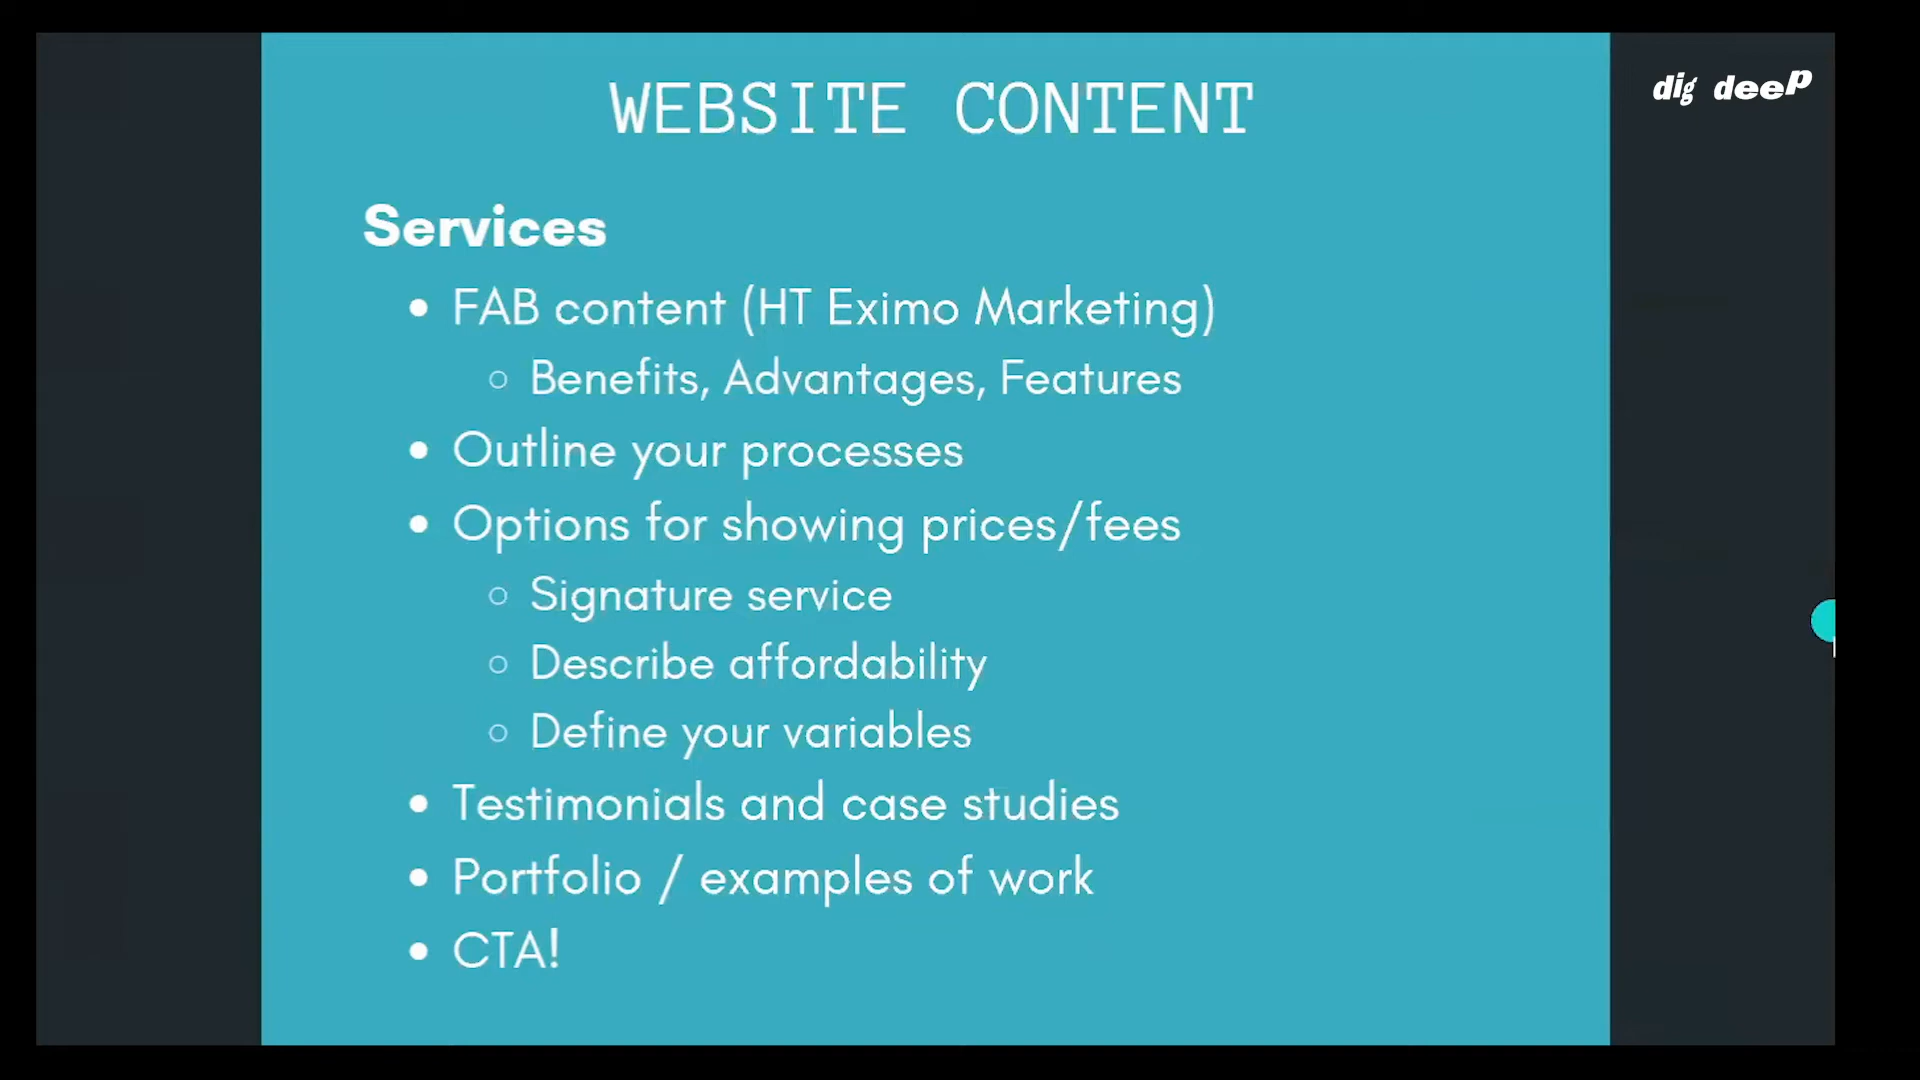 WEBSITE CONTENT
dig deep
Services
• FAB content (HT Eximo Marketing)
○ Benefits, Advantages, Features
• Outline your processes
• Options for showing prices/fees
○ Signature service
○ Describe affordability
○ Define your variables
• Testimonials and case studies
• Portfolio / examples of work
• CTA!